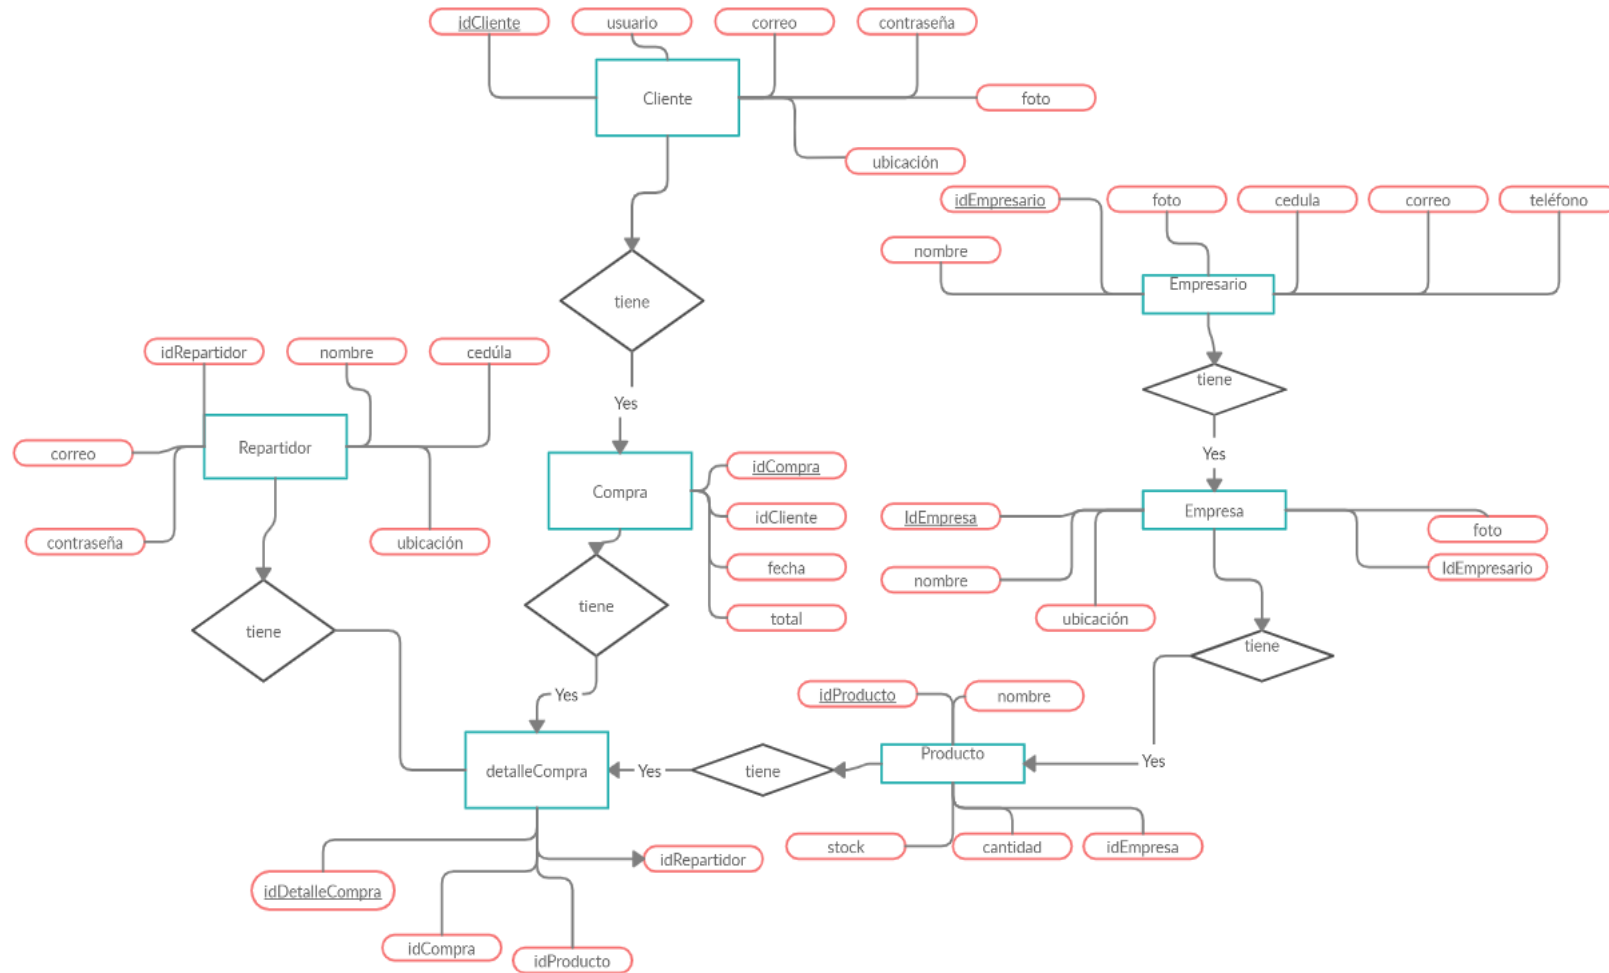 idCliente
usuario
correo
contraseña
Cliente
foto
ubicación
idEmpresario
foto
cedula
correo
teléfono
nombre
Empresario
tiene
idRepartidor
nombre
cedúla
tiene
Yes
Repartidor
correo
Yes
idCompra
Compra
idCliente
IdEmpresa
Empresa
foto
contraseña
ubicación
fecha
nombre
IdEmpresario
tiene
total
ubicación
tiene
tiene
Yes
idProducto
nombre
Producto
detalleCompra
Yes
tiene
Yes
stock
cantidad
idEmpresa
idRepartidor
idDetalleCompra
idCompra
idProducto